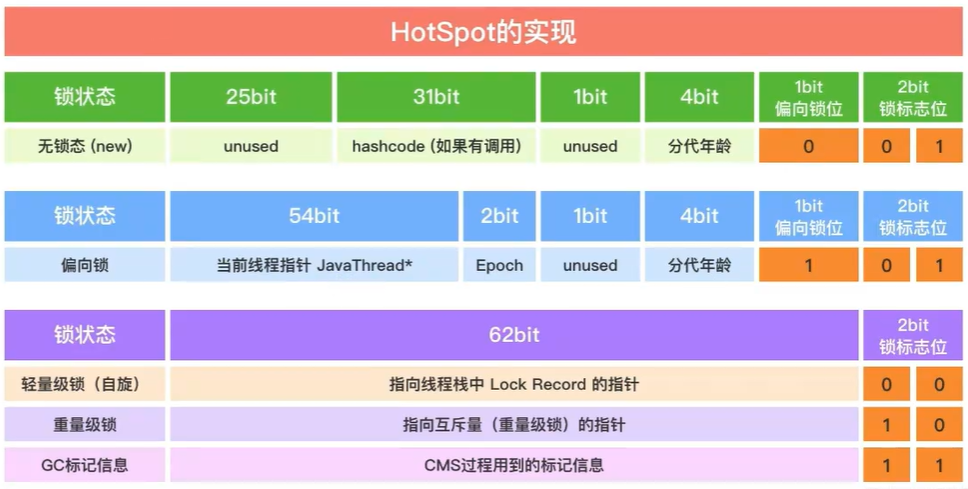 HotSpot的实现
锁状态 25bit 31bit 1bit 4bit 1bit 偏向锁位 2bit 锁标志位
无锁态 (new) unused hashcode (如果有调用) unused 分代年龄 0 0 1
锁状态 54bit 2bit 1bit 4bit 1bit 偏向锁位 2bit 锁标志位
偏向锁 当前线程指针 JavaThread* Epoch unused 分代年龄 1 0 1
锁状态 62bit 2bit 锁标志位
轻量级锁（自旋） 指向线程栈中 Lock Record 的指针 0 0
重量级锁 指向互斥量（重量级锁）的指针 1 0
GC标记信息 CMS过程用到的标记信息 1 1